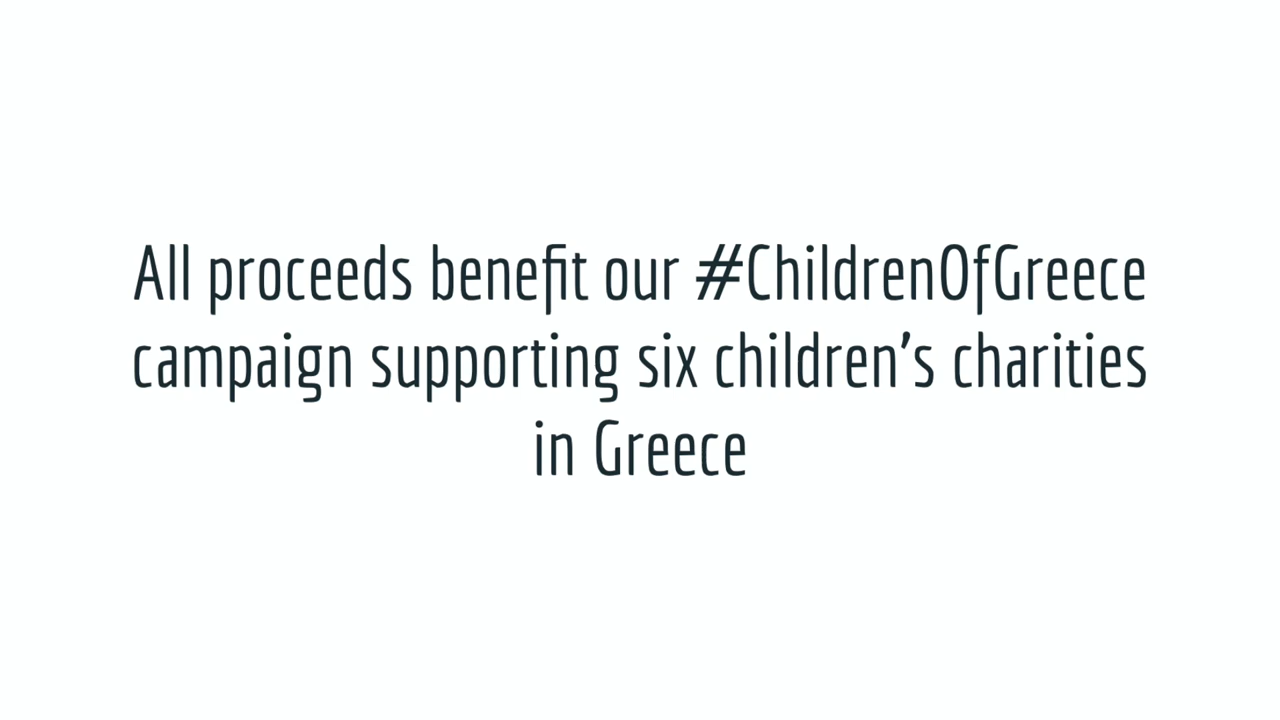 All proceeds benefit our #ChildrenOfGreece
campaign supporting six children’s charities
in Greece